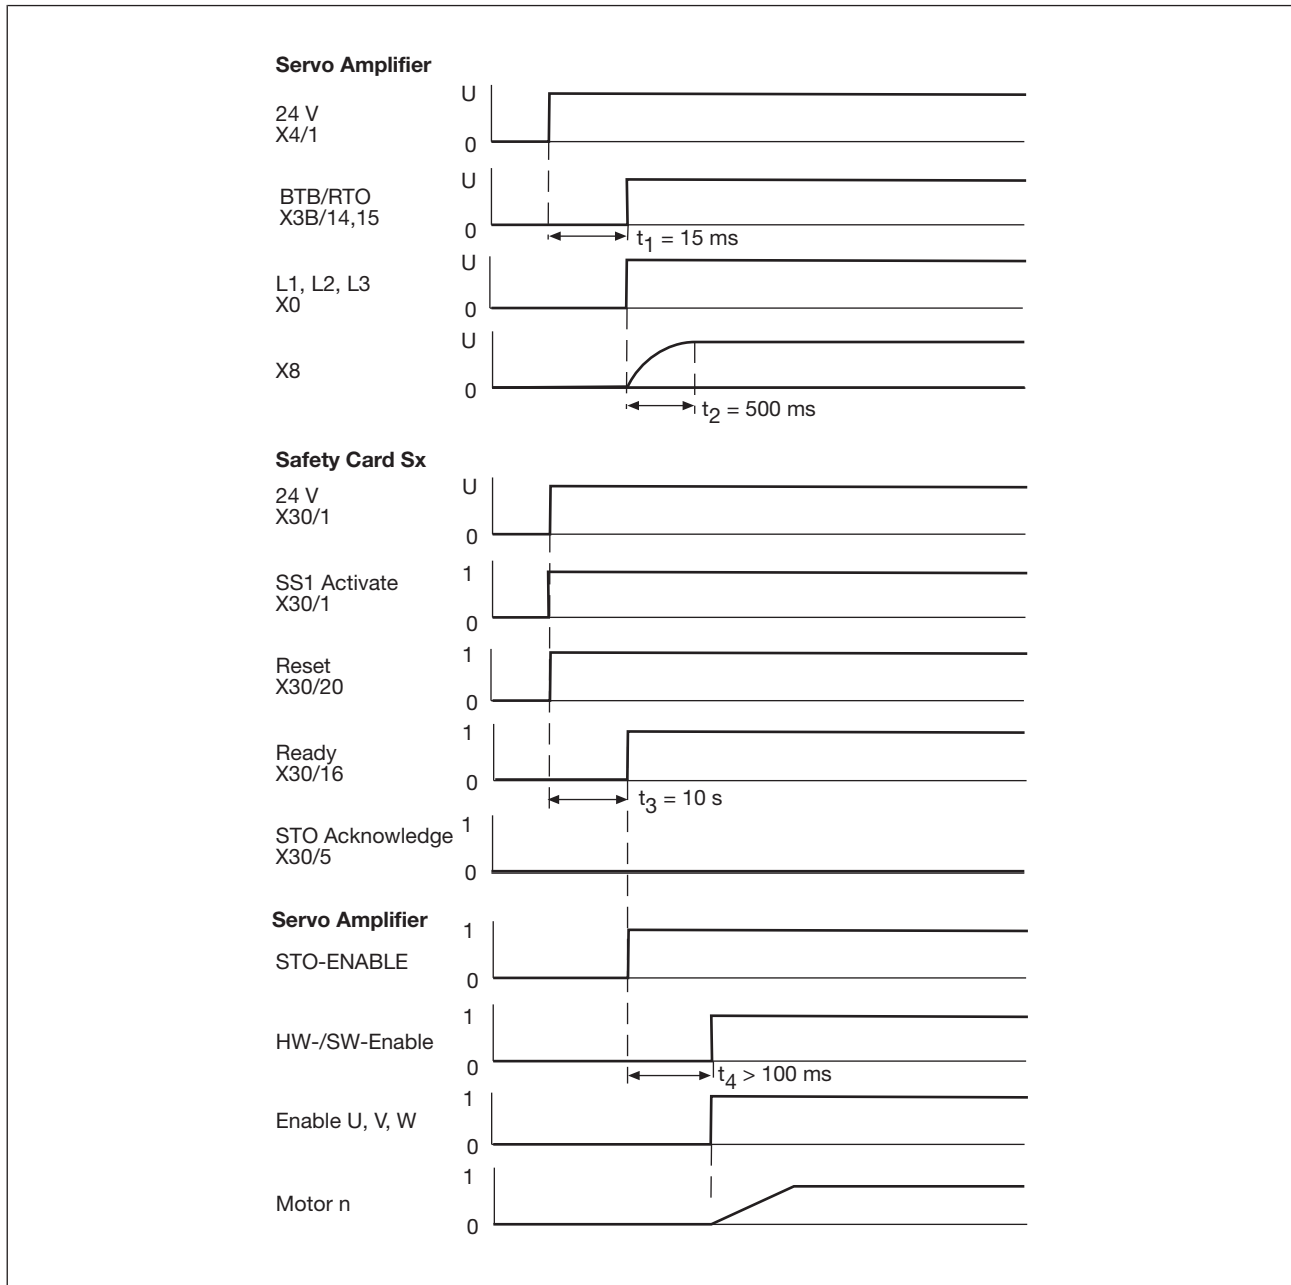 Servo Amplifier
24 V
X4/1
U
0
BTB/RTO
X3B/14,15
U
0
t1 = 15 ms
L1, L2, L3
X0
U
0
X8
U
0
t2 = 500 ms
Safety Card Sx
24 V
X30/1
U
0
SS1 Activate
X30/1
1
0
Reset
X30/20
1
0
Ready
X30/16
1
0
t3 = 10 s
STO Acknowledge
X30/5
1
0
Servo Amplifier
STO-ENABLE
1
0
HW-/SW-Enable
1
0
t4 > 100 ms
Enable U, V, W
1
0
Motor n
1
0